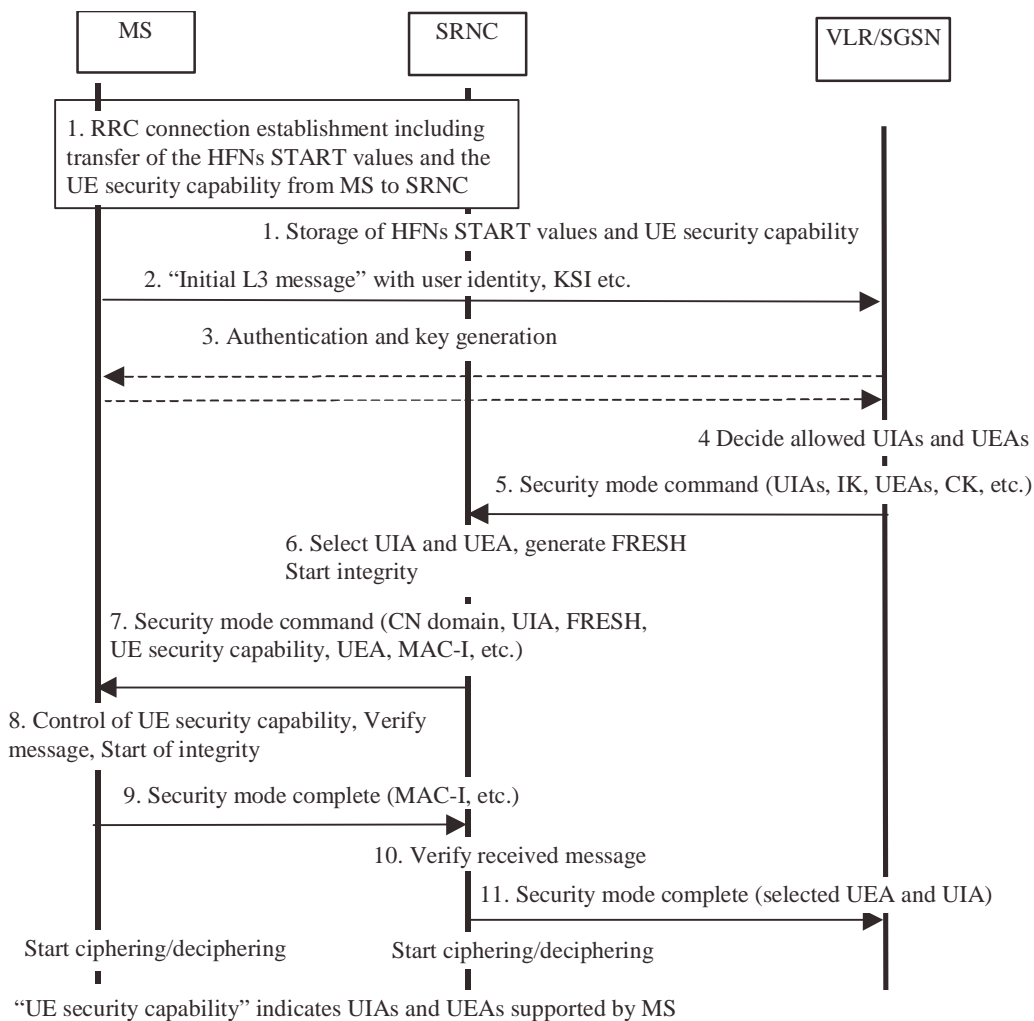 MS
SRNC
VLR/SGSN
1. RRC connection establishment including
transfer of the HFNs START values and the
UE security capability from MS to SRNC
1. Storage of HFNs START values and UE security capability
2. “Initial L3 message” with user identity, KSI etc.
3. Authentication and key generation
4 Decide allowed UIAs and UEAs
5. Security mode command (UIAs, IK, UEAs, CK, etc.)
6. Select UIA and UEA, generate FRESH
Start integrity
7. Security mode command (CN domain, UIA, FRESH,
UE security capability, UEA, MAC-I, etc.)
8. Control of UE security capability, Verify
message, Start of integrity
9. Security mode complete (MAC-I, etc.)
10. Verify received message
11. Security mode complete (selected UEA and UIA)
Start ciphering/deciphering
Start ciphering/deciphering
“UE security capability” indicates UIAs and UEAs supported by MS